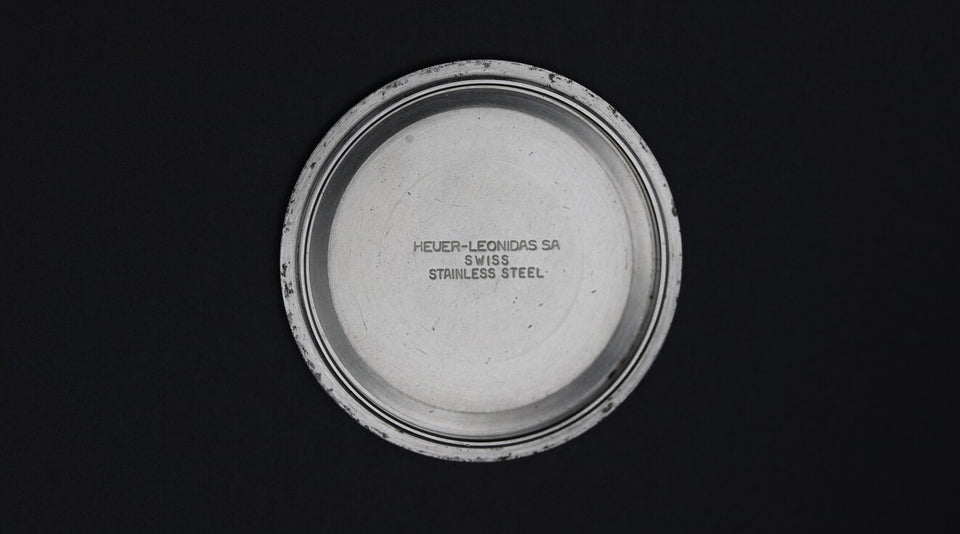 HEUER-LEONIDAS SA
SWISS
STAINLESS STEEL